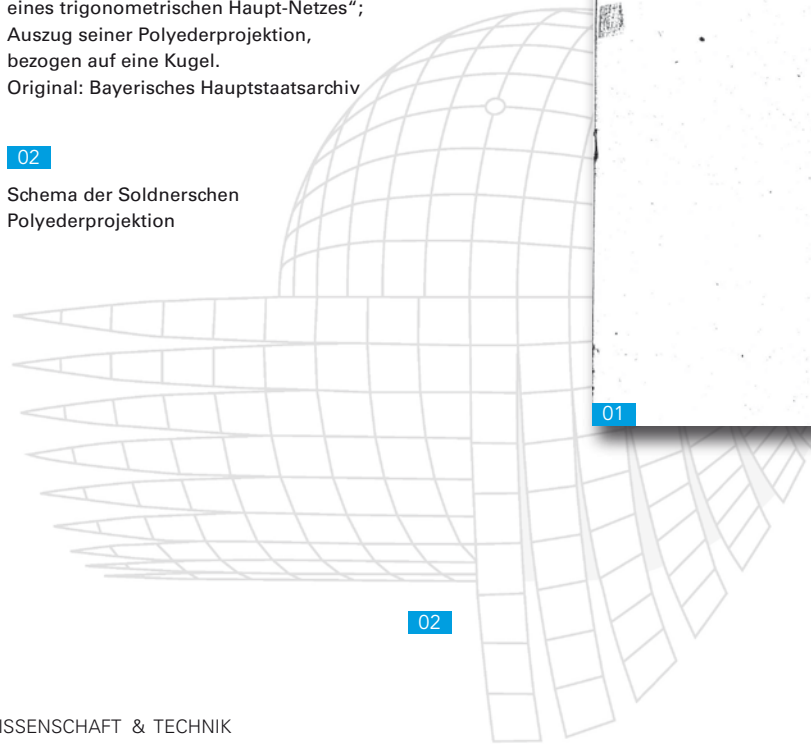 eines trigonometrischen Haupt-Netzes“;
Auszug seiner Polyederprojektion,
bezogen auf eine Kugel.
Original: Bayerisches Hauptstaatsarchiv
02
Schema der Soldnerschen
Polyederprojektion
01
02
ISSENSCHAFT & TECHNIK